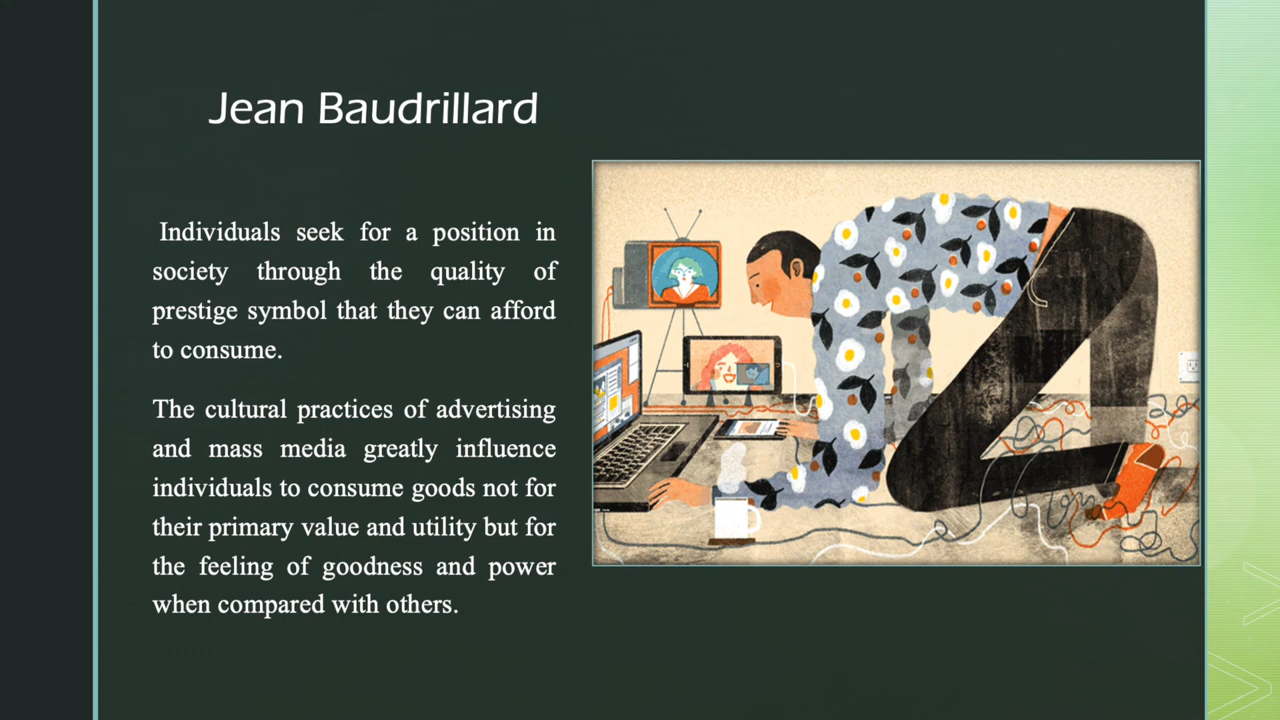 Jean Baudrillard
Individuals seek for a position in
society through the quality of
prestige symbol that they can afford
to consume.
The cultural practices of advertising
and mass media greatly influence
individuals to consume goods not for
their primary value and utility but for
the feeling of goodness and power
when compared with others.